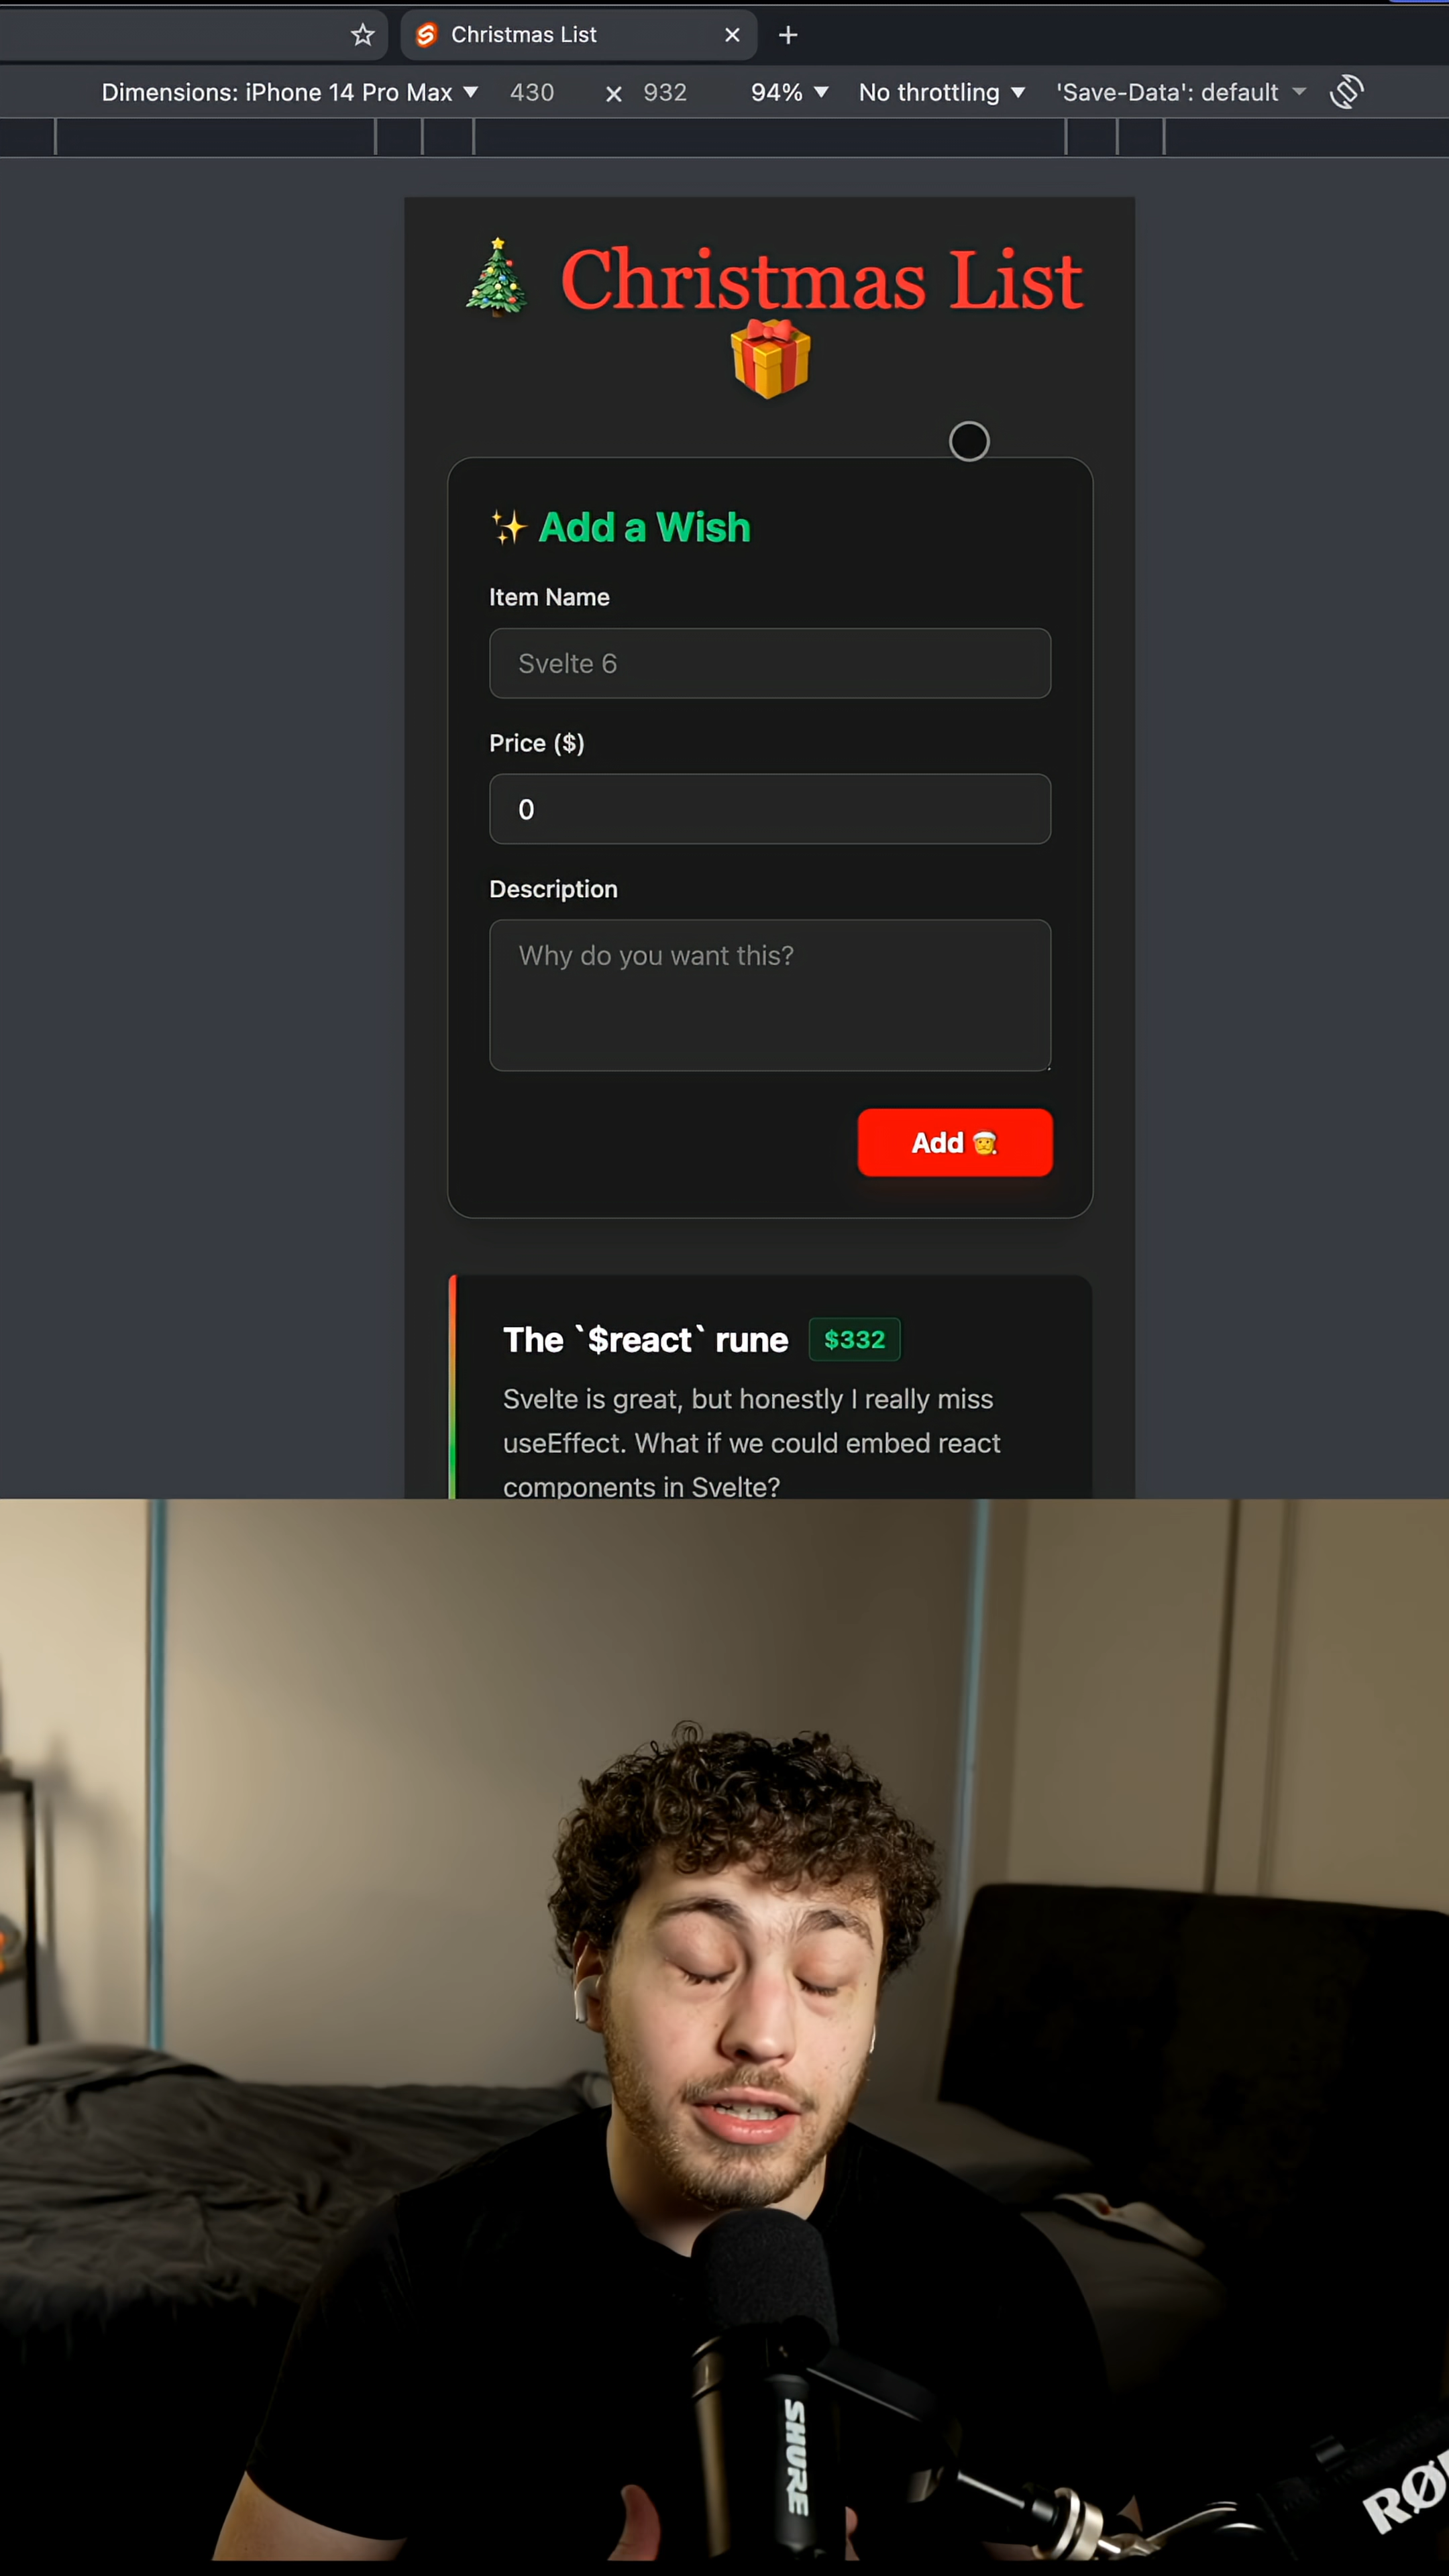 Christmas List
Dimensions: iPhone 14 Pro Max 430 × 932 94% No throttling 'Save-Data': default
Christmas List
Add a Wish
Item Name
Svelte 6
Price ($)
0
Description
Why do you want this?
Add
The `$react` rune $332
Svelte is great, but honestly I really miss
useEffect. What if we could embed react
components in Svelte?
SHURE